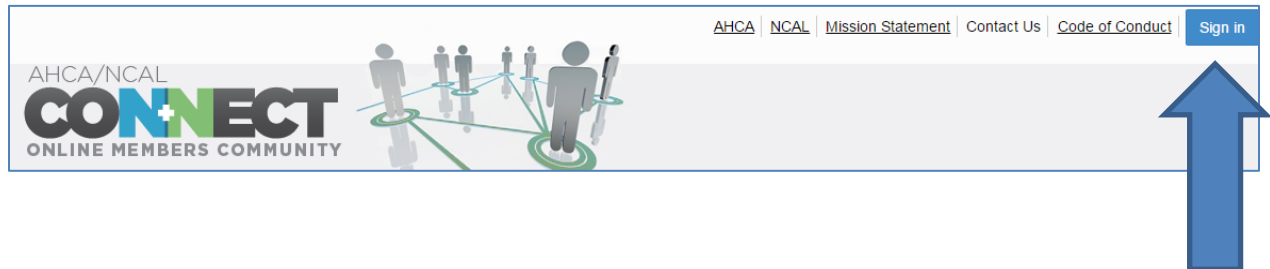 AHCA NCAL Mission Statement Contact Us Code of Conduct Sign in
AHCA/NCAL
CONNECT
ONLINE MEMBERS COMMUNITY